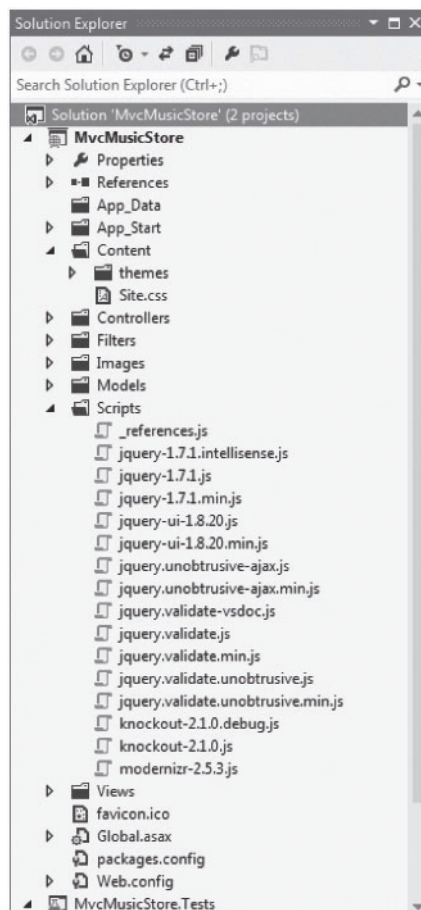 Solution Explorer
Search Solution Explorer (Ctrl+;)
Solution 'MvcMusicStore' (2 projects)
MvcMusicStore
Properties
References
App_Data
App_Start
Content
themes
Site.css
Controllers
Filters
Images
Models
Scripts
_references.js
jquery-1.7.1.intellisense.js
jquery-1.7.1.js
jquery-1.7.1.min.js
jquery-ui-1.8.20.js
jquery-ui-1.8.20.min.js
jquery.unobtrusive-ajax.js
jquery.unobtrusive-ajax.min.js
jquery.validate-vsdoc.js
jquery.validate.js
jquery.validate.min.js
jquery.validate.unobtrusive.js
jquery.validate.unobtrusive.min.js
knockout-2.1.0.debug.js
knockout-2.1.0.js
modernizr-2.5.3.js
Views
favicon.ico
Global.asax
packages.config
Web.config
MvcMusicStore.Tests